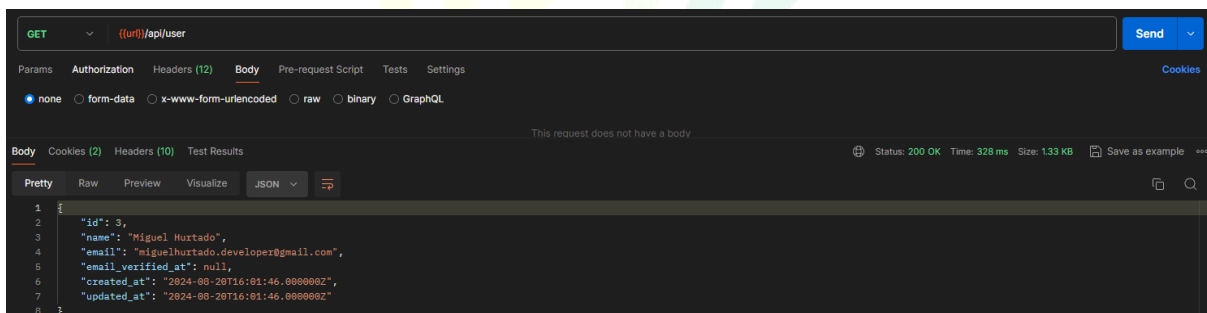 GET {{url}}/api/user Send
Params Authorization Headers (12) Body Pre-request Script Tests Settings Cookies
none form-data x-www-form-urlencoded raw binary GraphQL
This request does not have a body
Body Cookies (2) Headers (10) Test Results Status: 200 OK Time: 328 ms Size: 1.33 KB Save as example
Pretty Raw Preview Visualize JSON
1 {
2 "id": 3,
3 "name": "Miguel Hurtado",
4 "email": "miguelhurtado.developer@gmail.com",
5 "email_verified_at": null,
6 "created_at": "2024-08-20T16:01:46.000000Z",
7 "updated_at": "2024-08-20T16:01:46.000000Z"
8 }